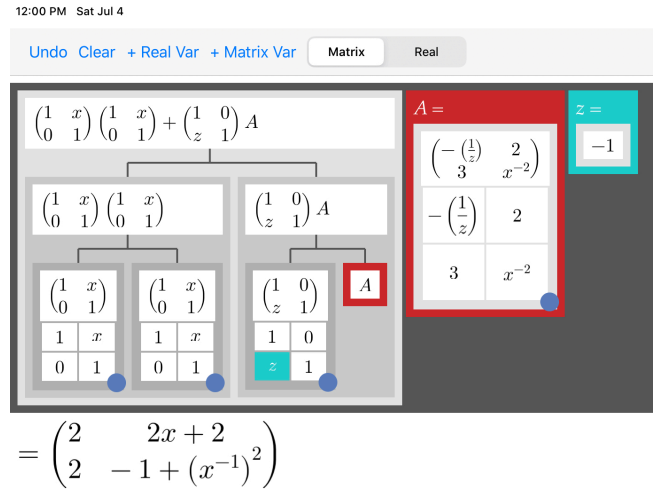 12:00 PM Sat Jul 4
Undo Clear + Real Var + Matrix Var Matrix Real
(1 x
0 1) (1 x
0 1) + (1 0
z 1) A
A =
z =
(− (1/z) 2
3 x⁻²)
−1
(1 x
0 1) (1 x
0 1)
(1 0
z 1) A
− (1/z) 2
3 x⁻²
(1 x
0 1)
(1 x
0 1)
(1 0
z 1)
A
1 x
0 1
1 x
0 1
1 0
z 1
= (2 2x + 2
2 − 1 + (x⁻¹)²)